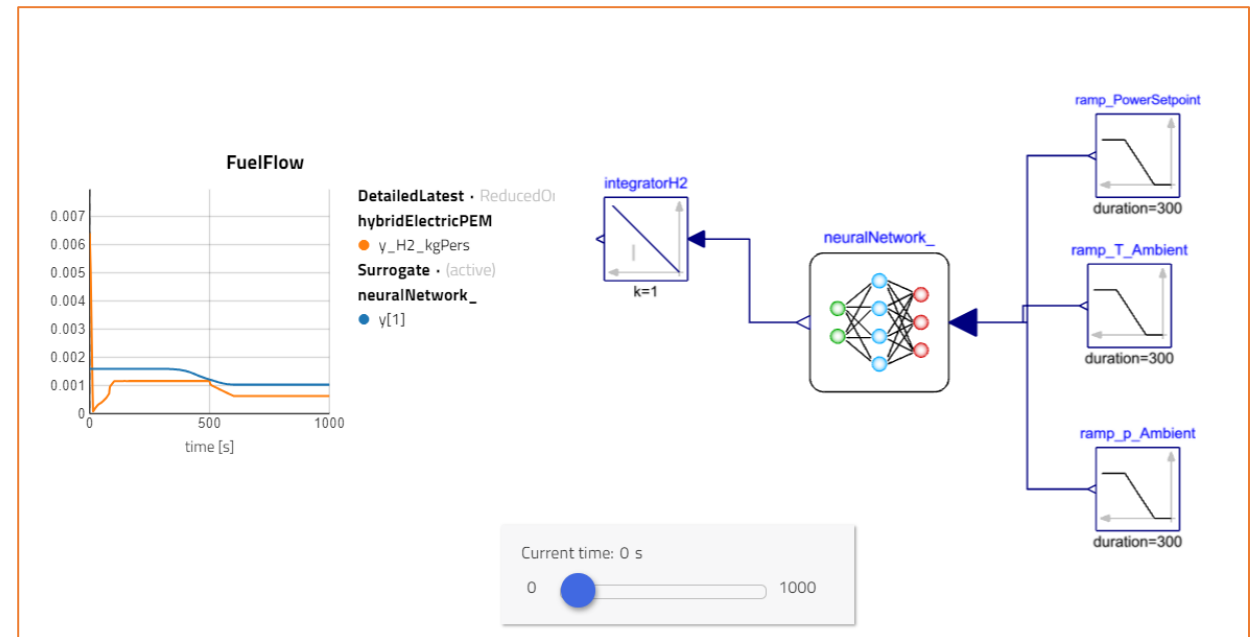 FuelFlow
0.007
0.006
0.005
0.004
0.003
0.002
0.001
0
0 500 1000
time [s]
DetailedLatest · ReducedOr
hybridElectricPEM
y_H2_kgPers
Surrogate · (active)
neuralNetwork_
y[1]
integratorH2
I
k=1
neuralNetwork_
ramp_PowerSetpoint
duration=300
ramp_T_Ambient
duration=300
ramp_p_Ambient
duration=300
Current time: 0 s
0 1000